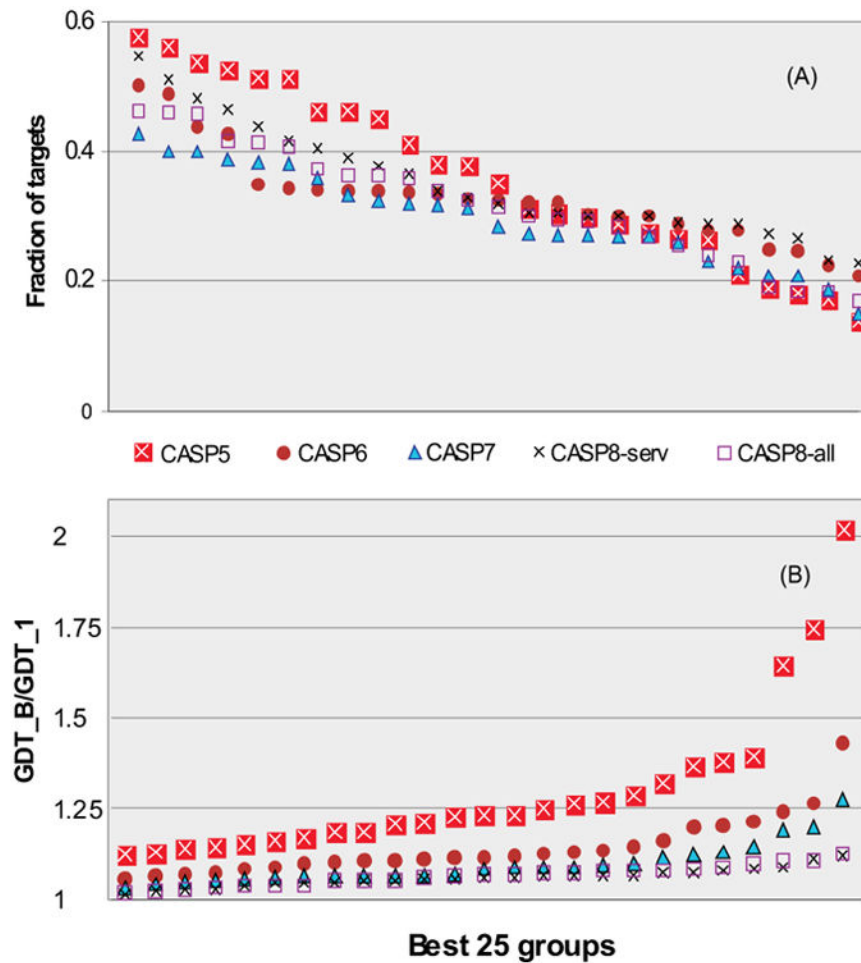 0.6
(A)
0.4
Fraction of targets
0.2
0
CASP5 CASP6 CASP7 CASP8-serv CASP8-all
2
(B)
1.75
GDT_B/GDT_1
1.5
1.25
1
Best 25 groups